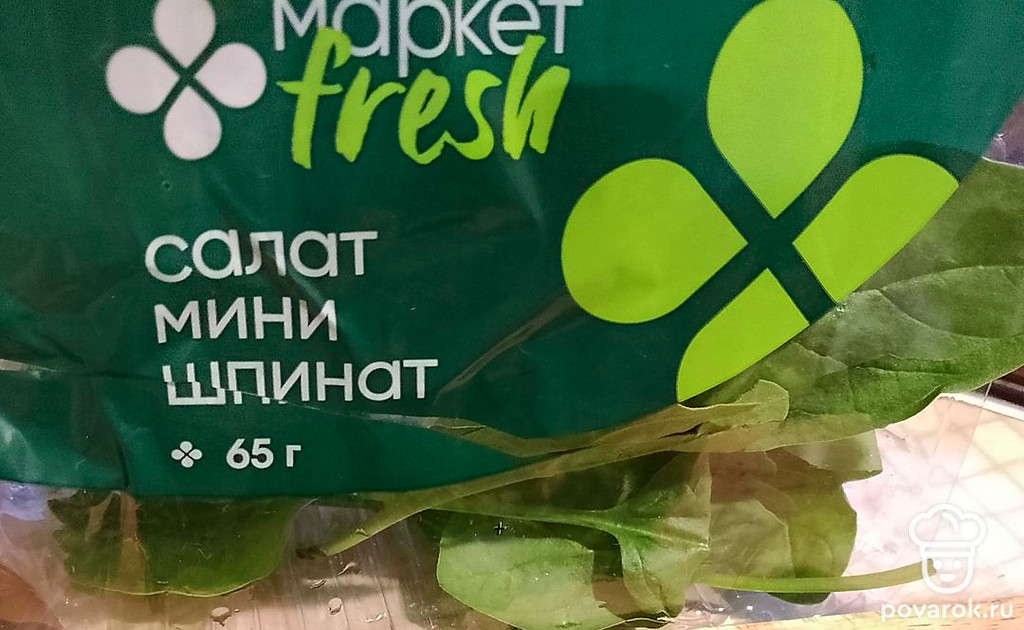 маркет
fresh
салат
мини
шпинат
65 г
povarok.ru